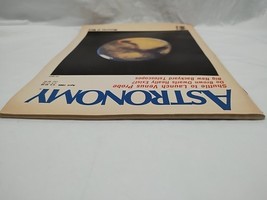 ASTRONOMY
Shuttle to Launch Venus Probe
Do Brown Dwarfs Really Exist?
Big New Backyard Telescopes